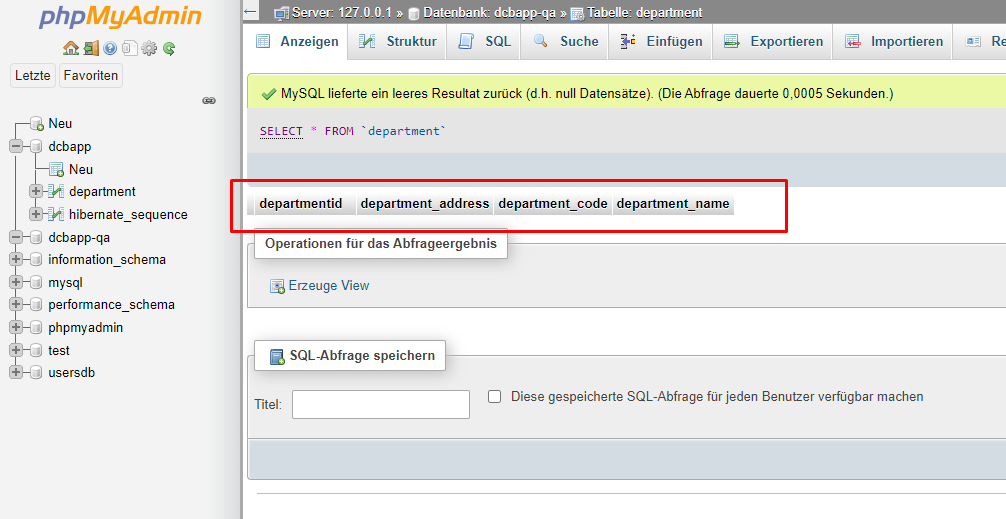 phpMyAdmin
Letzte
Favoriten
Neu
dcbapp
Neu
department
hibernate_sequence
dcbapp-qa
information_schema
mysql
performance_schema
phpmyadmin
test
usersdb
Server: 127.0.0.1 » Datenbank: dcbapp-qa » Tabelle: department
Anzeigen Struktur SQL Suche Einfügen Exportieren Importieren Re
MySQL lieferte ein leeres Resultat zurück (d.h. null Datensätze). (Die Abfrage dauerte 0,0005 Sekunden.)
SELECT * FROM `department`
departmentid department_address department_code department_name
Operationen für das Abfrageergebnis
Erzeuge View
SQL-Abfrage speichern
Titel:
Diese gespeicherte SQL-Abfrage für jeden Benutzer verfügbar machen